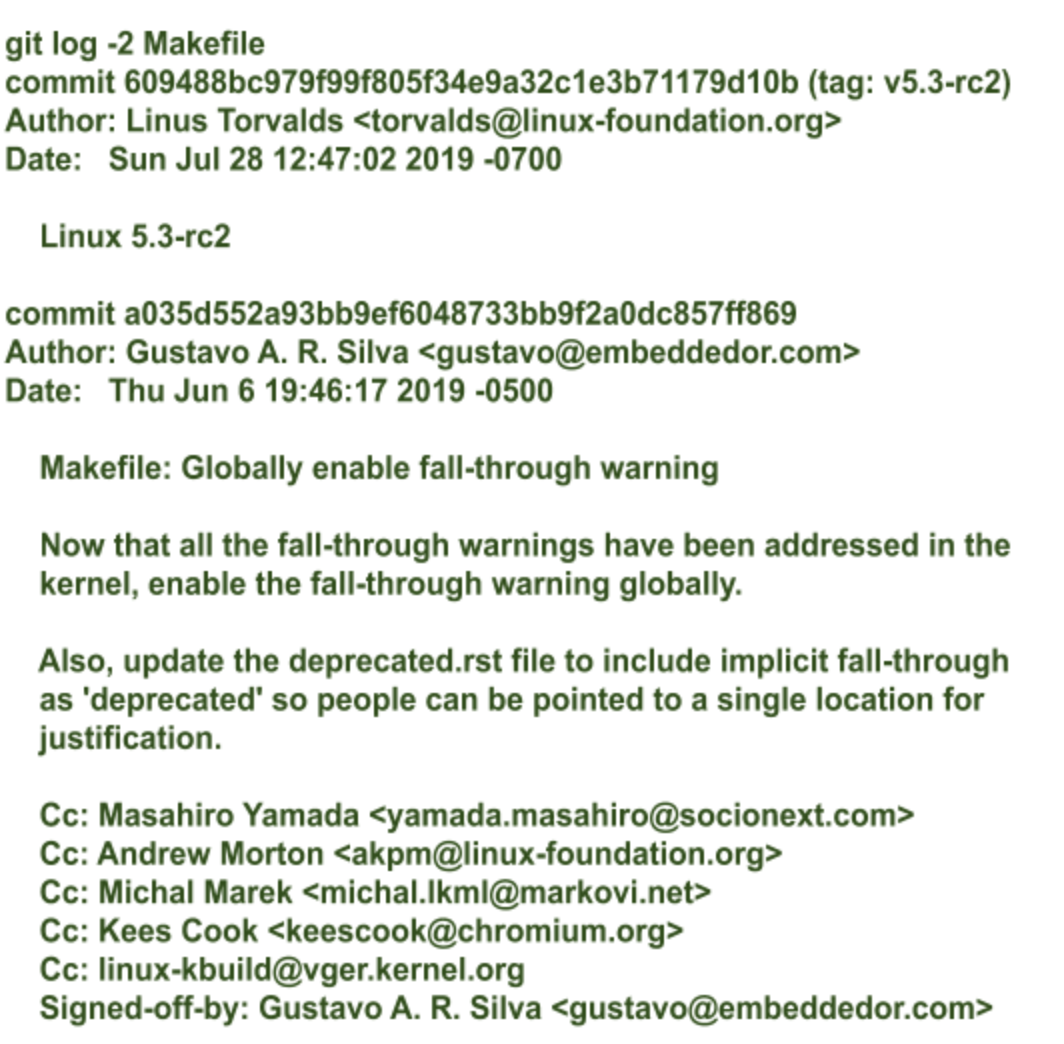 git log -2 Makefile
commit 609488bc979f99f805f34e9a32c1e3b71179d10b (tag: v5.3-rc2)
Author: Linus Torvalds <torvalds@linux-foundation.org>
Date:   Sun Jul 28 12:47:02 2019 -0700
Linux 5.3-rc2
commit a035d552a93bb9ef6048733bb9f2a0dc857ff869
Author: Gustavo A. R. Silva <gustavo@embeddedor.com>
Date:   Thu Jun 6 19:46:17 2019 -0500
Makefile: Globally enable fall-through warning
Now that all the fall-through warnings have been addressed in the
kernel, enable the fall-through warning globally.
Also, update the deprecated.rst file to include implicit fall-through
as 'deprecated' so people can be pointed to a single location for
justification.
Cc: Masahiro Yamada <yamada.masahiro@socionext.com>
Cc: Andrew Morton <akpm@linux-foundation.org>
Cc: Michal Marek <michal.lkml@markovi.net>
Cc: Kees Cook <keescook@chromium.org>
Cc: linux-kbuild@vger.kernel.org
Signed-off-by: Gustavo A. R. Silva <gustavo@embeddedor.com>